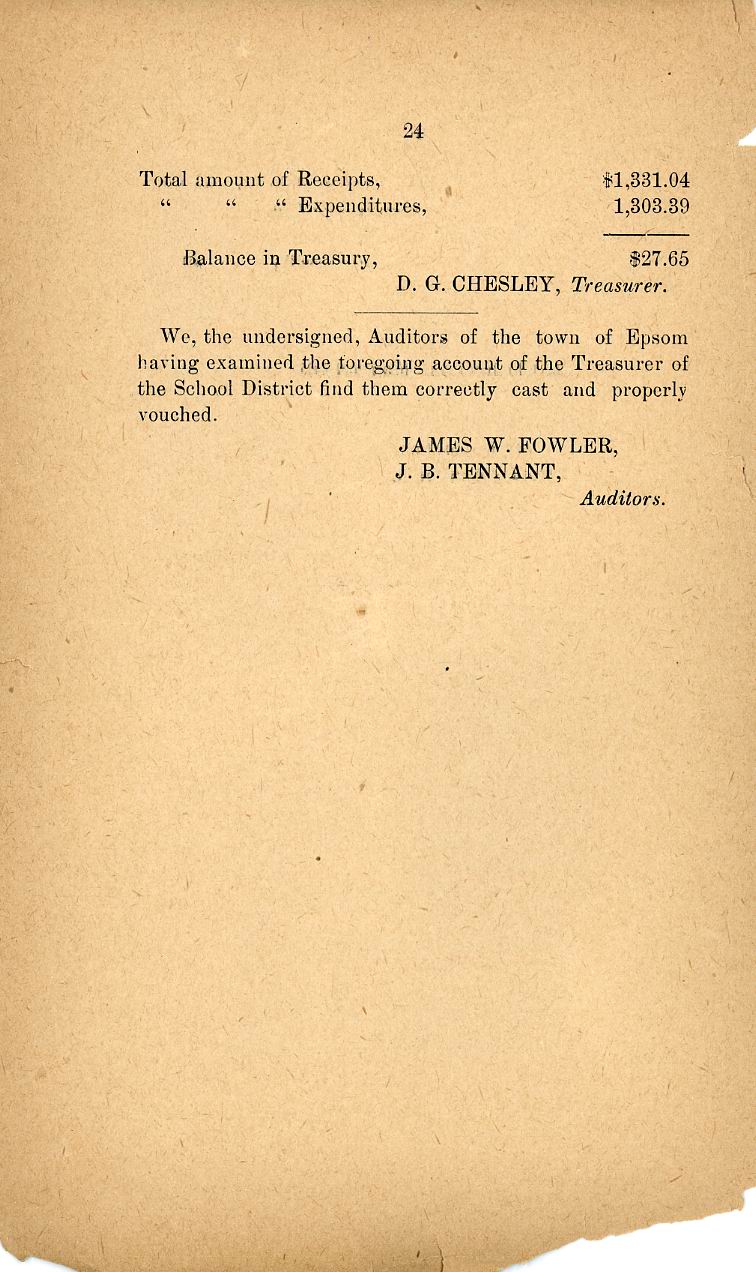 24
Total amount of Receipts, $1,331.04
“ “ “ Expenditures, 1,303.39
Balance in Treasury, $27.65
D. G. CHESLEY, Treasurer.
We, the undersigned, Auditors of the town of Epsom
having examined the foregoing account of the Treasurer of
the School District find them correctly cast and properly
vouched.
JAMES W. FOWLER,
J. B. TENNANT,
Auditors.